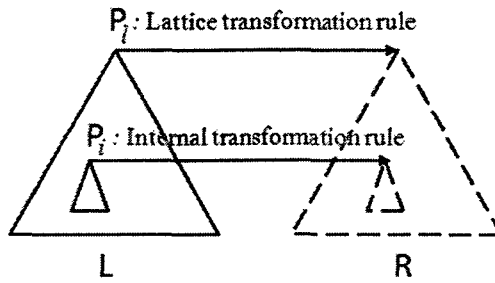 P_l : Lattice transformation rule
P_i : Internal transformation rule
L R